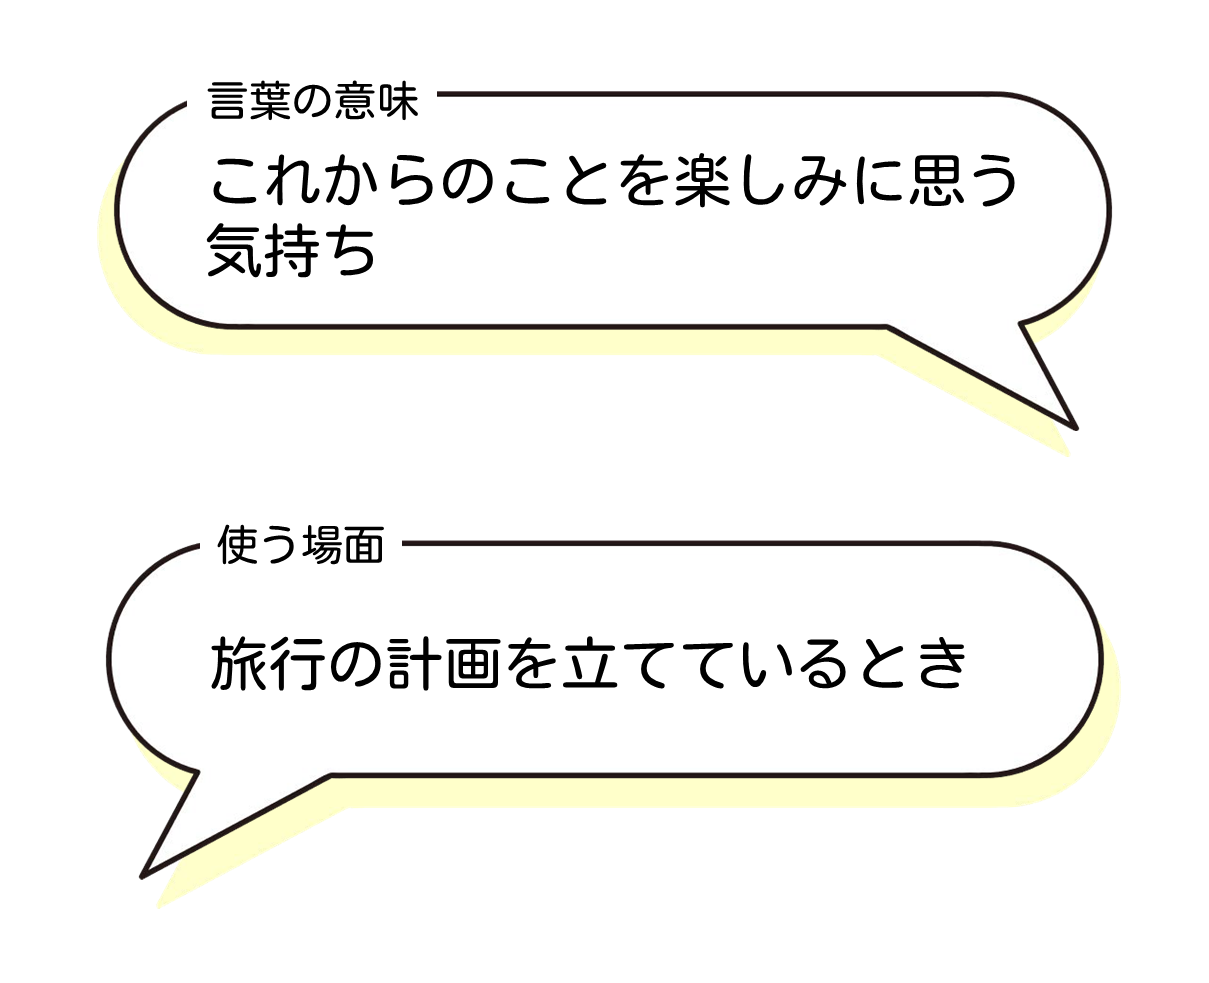 言葉の意味
これからのことを楽しみに思う
気持ち
使う場面
旅行の計画を立てているとき